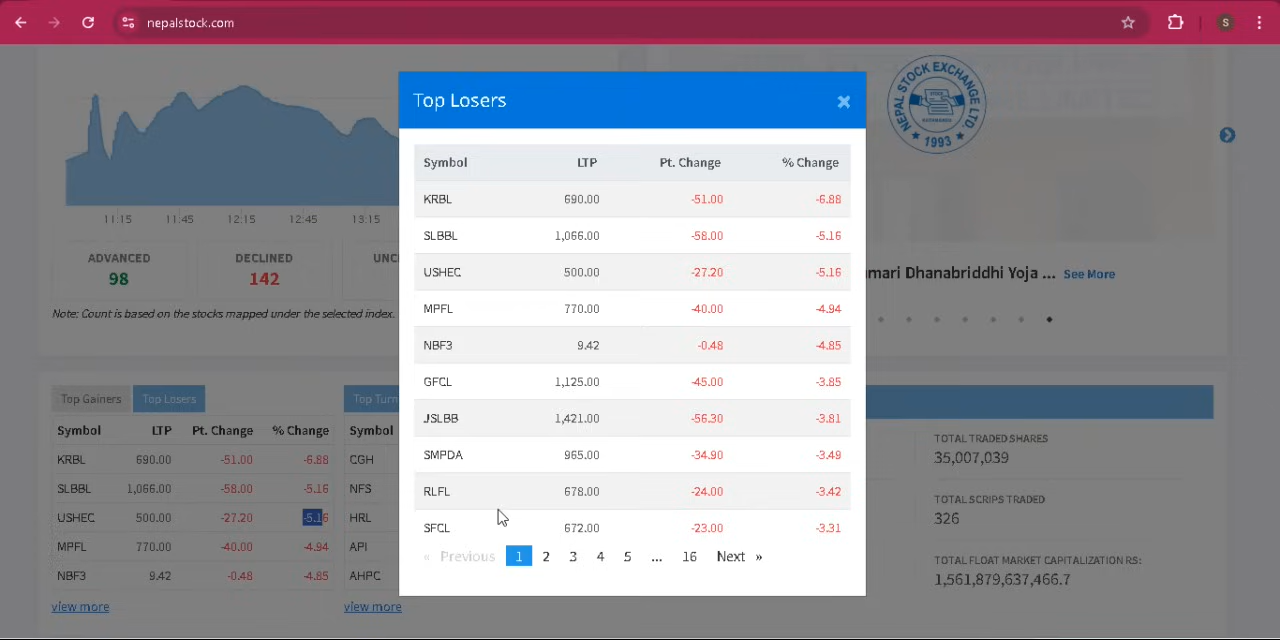 nepalstock.com
S
Top Losers
×
NEPAL STOCK EXCHANGE LTD.
1993
Symbol LTP Pt. Change % Change
KRBL 690.00 -51.00 -6.88
SLBBL 1,066.00 -58.00 -5.16
USHEC 500.00 -27.20 -5.16
MPFL 770.00 -40.00 -4.94
NBF3 9.42 -0.48 -4.85
GFCL 1,125.00 -45.00 -3.85
JSLBB 1,421.00 -56.30 -3.81
SMPDA 965.00 -34.90 -3.49
RLFL 678.00 -24.00 -3.42
SFCL 672.00 -23.00 -3.31
« Previous 1 2 3 4 5 ... 16 Next »
11:15 11:45 12:15 12:45 13:15
ADVANCED
98
DECLINED
142
UNC
Note: Count is based on the stocks mapped under the selected index.
mari Dhanabriddhi Yoja ... See More
Top Gainers Top Losers
Symbol LTP Pt. Change % Change
KRBL 690.00 -51.00 -6.88
SLBBL 1,066.00 -58.00 -5.16
USHEC 500.00 -27.20 -5.16
MPFL 770.00 -40.00 -4.94
NBF3 9.42 -0.48 -4.85
view more
Top Turn
Symbol
CGH
NFS
HRL
API
AHPC
view more
TOTAL TRADED SHARES
35,007,039
TOTAL SCRIPS TRADED
326
TOTAL FLOAT MARKET CAPITALIZATION RS:
1,561,879,637,466.7